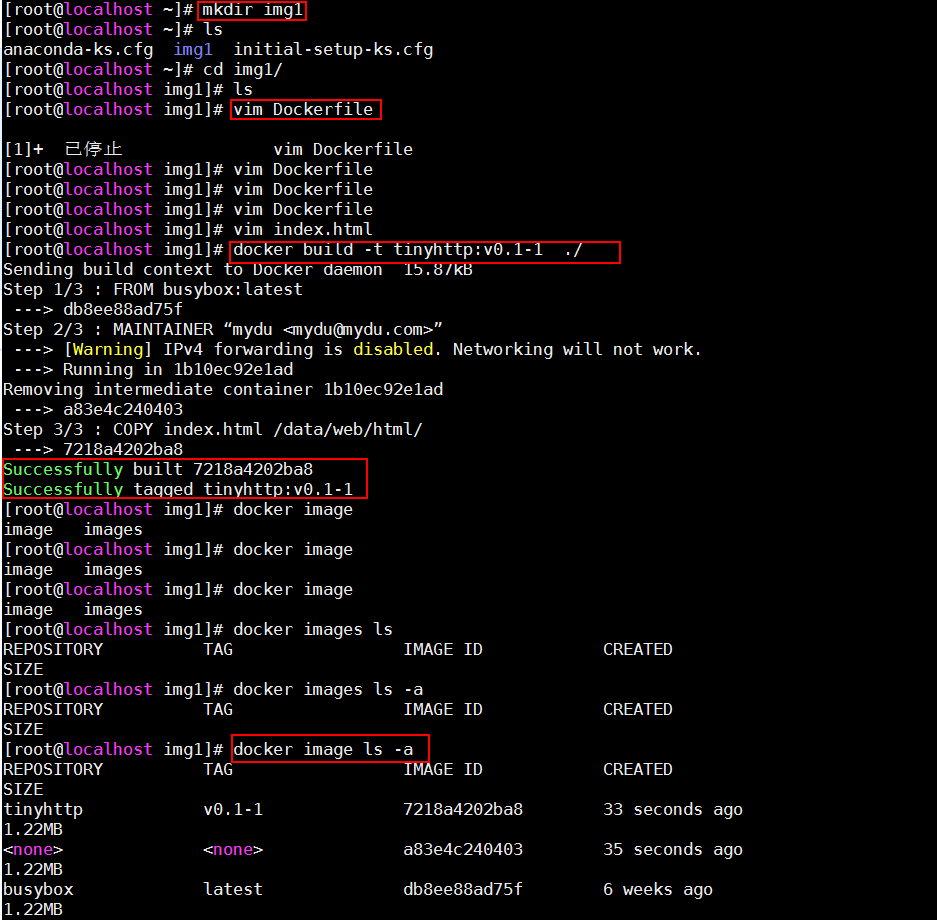 [root@localhost ~]# mkdir img1
[root@localhost ~]# ls
anaconda-ks.cfg  img1  initial-setup-ks.cfg
[root@localhost ~]# cd img1/
[root@localhost img1]# ls
[root@localhost img1]# vim Dockerfile
[1]+  已停止               vim Dockerfile
[root@localhost img1]# vim Dockerfile
[root@localhost img1]# vim Dockerfile
[root@localhost img1]# vim Dockerfile
[root@localhost img1]# vim index.html
[root@localhost img1]# docker build -t tinyhttp:v0.1-1  ./
Sending build context to Docker daemon  15.87kB
Step 1/3 : FROM busybox:latest
 ---> db8ee88ad75f
Step 2/3 : MAINTAINER “mydu <mydu@mydu.com>”
 ---> [Warning] IPv4 forwarding is disabled. Networking will not work.
 ---> Running in 1b10ec92e1ad
Removing intermediate container 1b10ec92e1ad
 ---> a83e4c240403
Step 3/3 : COPY index.html /data/web/html/
 ---> 7218a4202ba8
Successfully built 7218a4202ba8
Successfully tagged tinyhttp:v0.1-1
[root@localhost img1]# docker image
image   images
[root@localhost img1]# docker image
image   images
[root@localhost img1]# docker image
image   images
[root@localhost img1]# docker images ls
REPOSITORY          TAG                 IMAGE ID            CREATED
SIZE
[root@localhost img1]# docker images ls -a
REPOSITORY          TAG                 IMAGE ID            CREATED
SIZE
[root@localhost img1]# docker image ls -a
REPOSITORY          TAG                 IMAGE ID            CREATED
SIZE
tinyhttp            v0.1-1              7218a4202ba8        33 seconds ago
1.22MB
<none>              <none>              a83e4c240403        35 seconds ago
1.22MB
busybox             latest              db8ee88ad75f        6 weeks ago
1.22MB